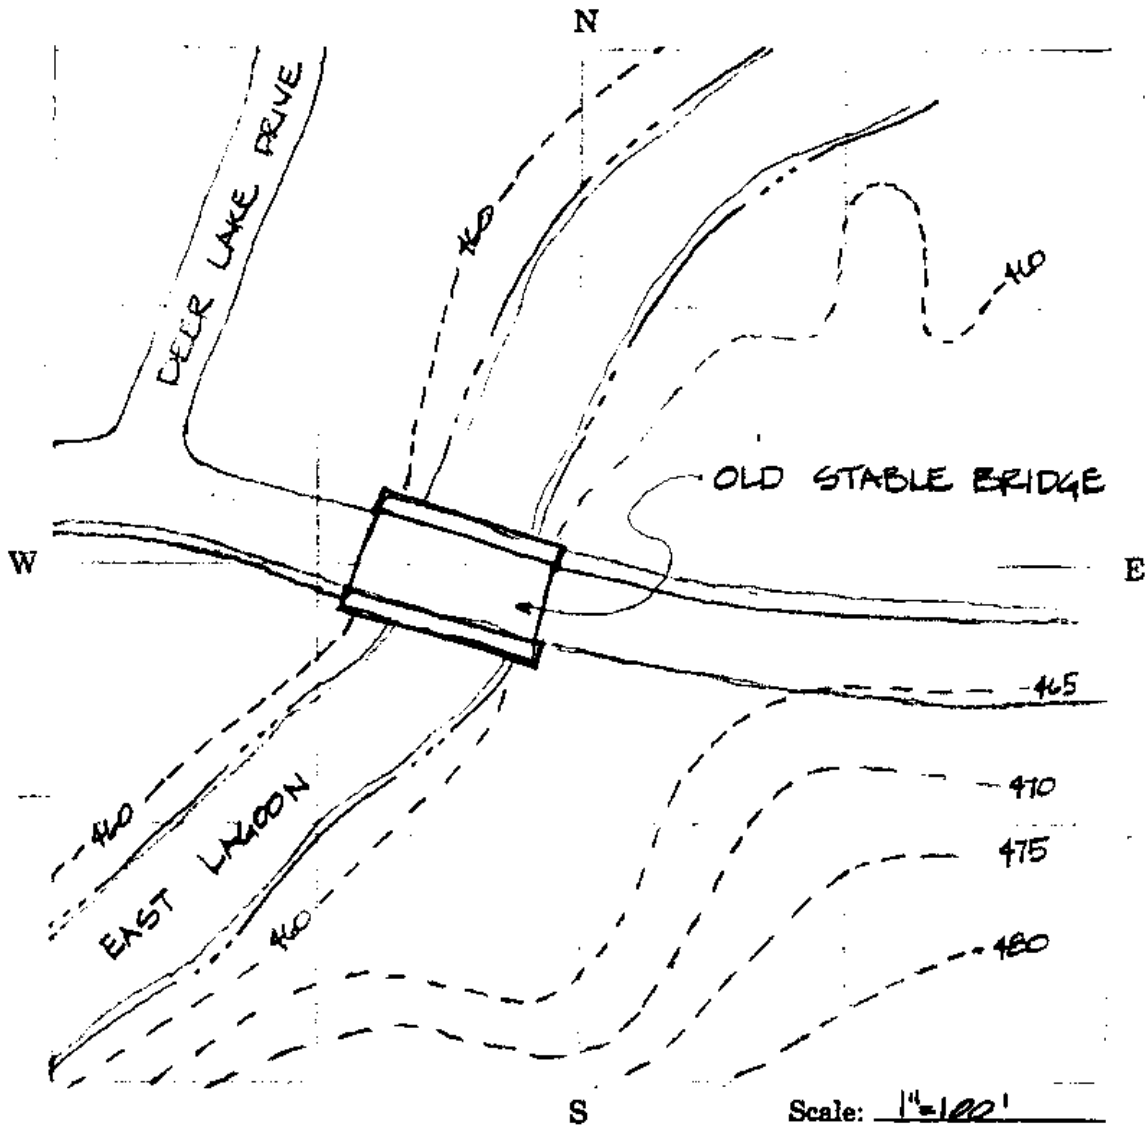 N
DEER LAKE DRIVE
460
460
OLD STABLE BRIDGE
W
E
465
470
460
475
EAST LAGOON
460
480
S
Scale: 1"=100'